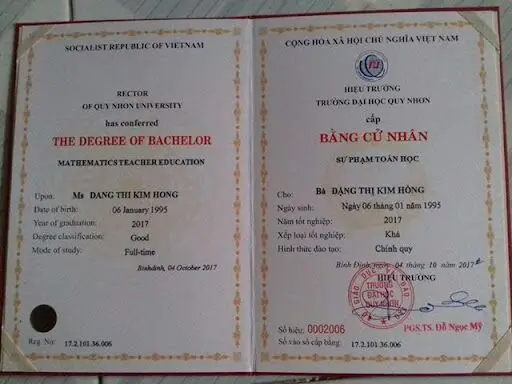 SOCIALIST REPUBLIC OF VIETNAM
RECTOR
OF QUY NHON UNIVERSITY
has conferred
THE DEGREE OF BACHELOR
MATHEMATICS TEACHER EDUCATION
Upon: Ms DANG THI KIM HONG
Date of birth: 06 January 1995
Year of graduation: 2017
Degree classification: Good
Mode of study: Full-time
Binhdinh, 04 October 2017
Reg. No: 17.2.101.36.006
CỘNG HÒA XÃ HỘI CHỦ NGHĨA VIỆT NAM
HIỆU TRƯỞNG
TRƯỜNG ĐẠI HỌC QUY NHƠN
cấp
BẰNG CỬ NHÂN
SƯ PHẠM TOÁN HỌC
Cho: Bà ĐẶNG THỊ KIM HỒNG
Ngày sinh: Ngày 06 tháng 01 năm 1995
Năm tốt nghiệp: 2017
Xếp loại tốt nghiệp: Khá
Hình thức đào tạo: Chính quy
Bình Định, ngày 04 tháng 10 năm 2017
HIỆU TRƯỞNG
TRƯỜNG
ĐẠI HỌC
QUY NHƠN
PGS.TS. Đỗ Ngọc Mỹ
Số hiệu: 0002006
Số vào sổ cấp bằng: 17.2.101.36.006